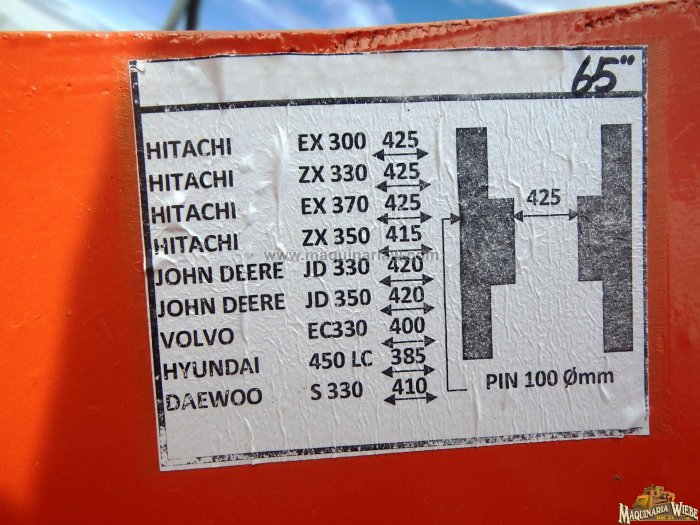 65"
HITACHI EX 300 425
HITACHI ZX 330 425
HITACHI EX 370 425
HITACHI ZX 350 415
JOHN DEERE JD 330 420
JOHN DEERE JD 350 420
VOLVO EC330 400
HYUNDAI 450 LC 385
DAEWOO S 330 410
425
PIN 100 Ømm
MAQUINARIA WIEBE